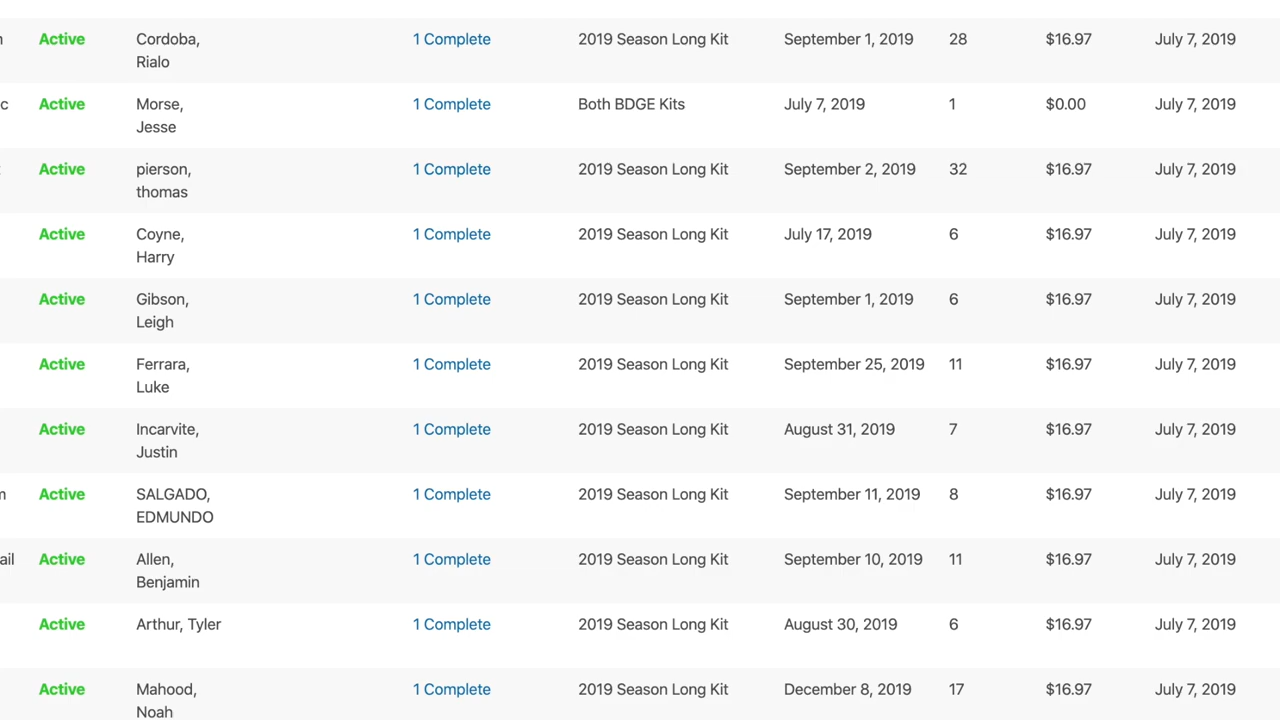 Active Cordoba, 1 Complete 2019 Season Long Kit September 1, 2019 28 $16.97 July 7, 2019
Rialo
c Active Morse, 1 Complete Both BDGE Kits July 7, 2019 1 $0.00 July 7, 2019
Jesse
Active pierson, 1 Complete 2019 Season Long Kit September 2, 2019 32 $16.97 July 7, 2019
thomas
Active Coyne, 1 Complete 2019 Season Long Kit July 17, 2019 6 $16.97 July 7, 2019
Harry
Active Gibson, 1 Complete 2019 Season Long Kit September 1, 2019 6 $16.97 July 7, 2019
Leigh
Active Ferrara, 1 Complete 2019 Season Long Kit September 25, 2019 11 $16.97 July 7, 2019
Luke
Active Incarvite, 1 Complete 2019 Season Long Kit August 31, 2019 7 $16.97 July 7, 2019
Justin
Active SALGADO, 1 Complete 2019 Season Long Kit September 11, 2019 8 $16.97 July 7, 2019
EDMUNDO
ail Active Allen, 1 Complete 2019 Season Long Kit September 10, 2019 11 $16.97 July 7, 2019
Benjamin
Active Arthur, Tyler 1 Complete 2019 Season Long Kit August 30, 2019 6 $16.97 July 7, 2019
Active Mahood, 1 Complete 2019 Season Long Kit December 8, 2019 17 $16.97 July 7, 2019
Noah